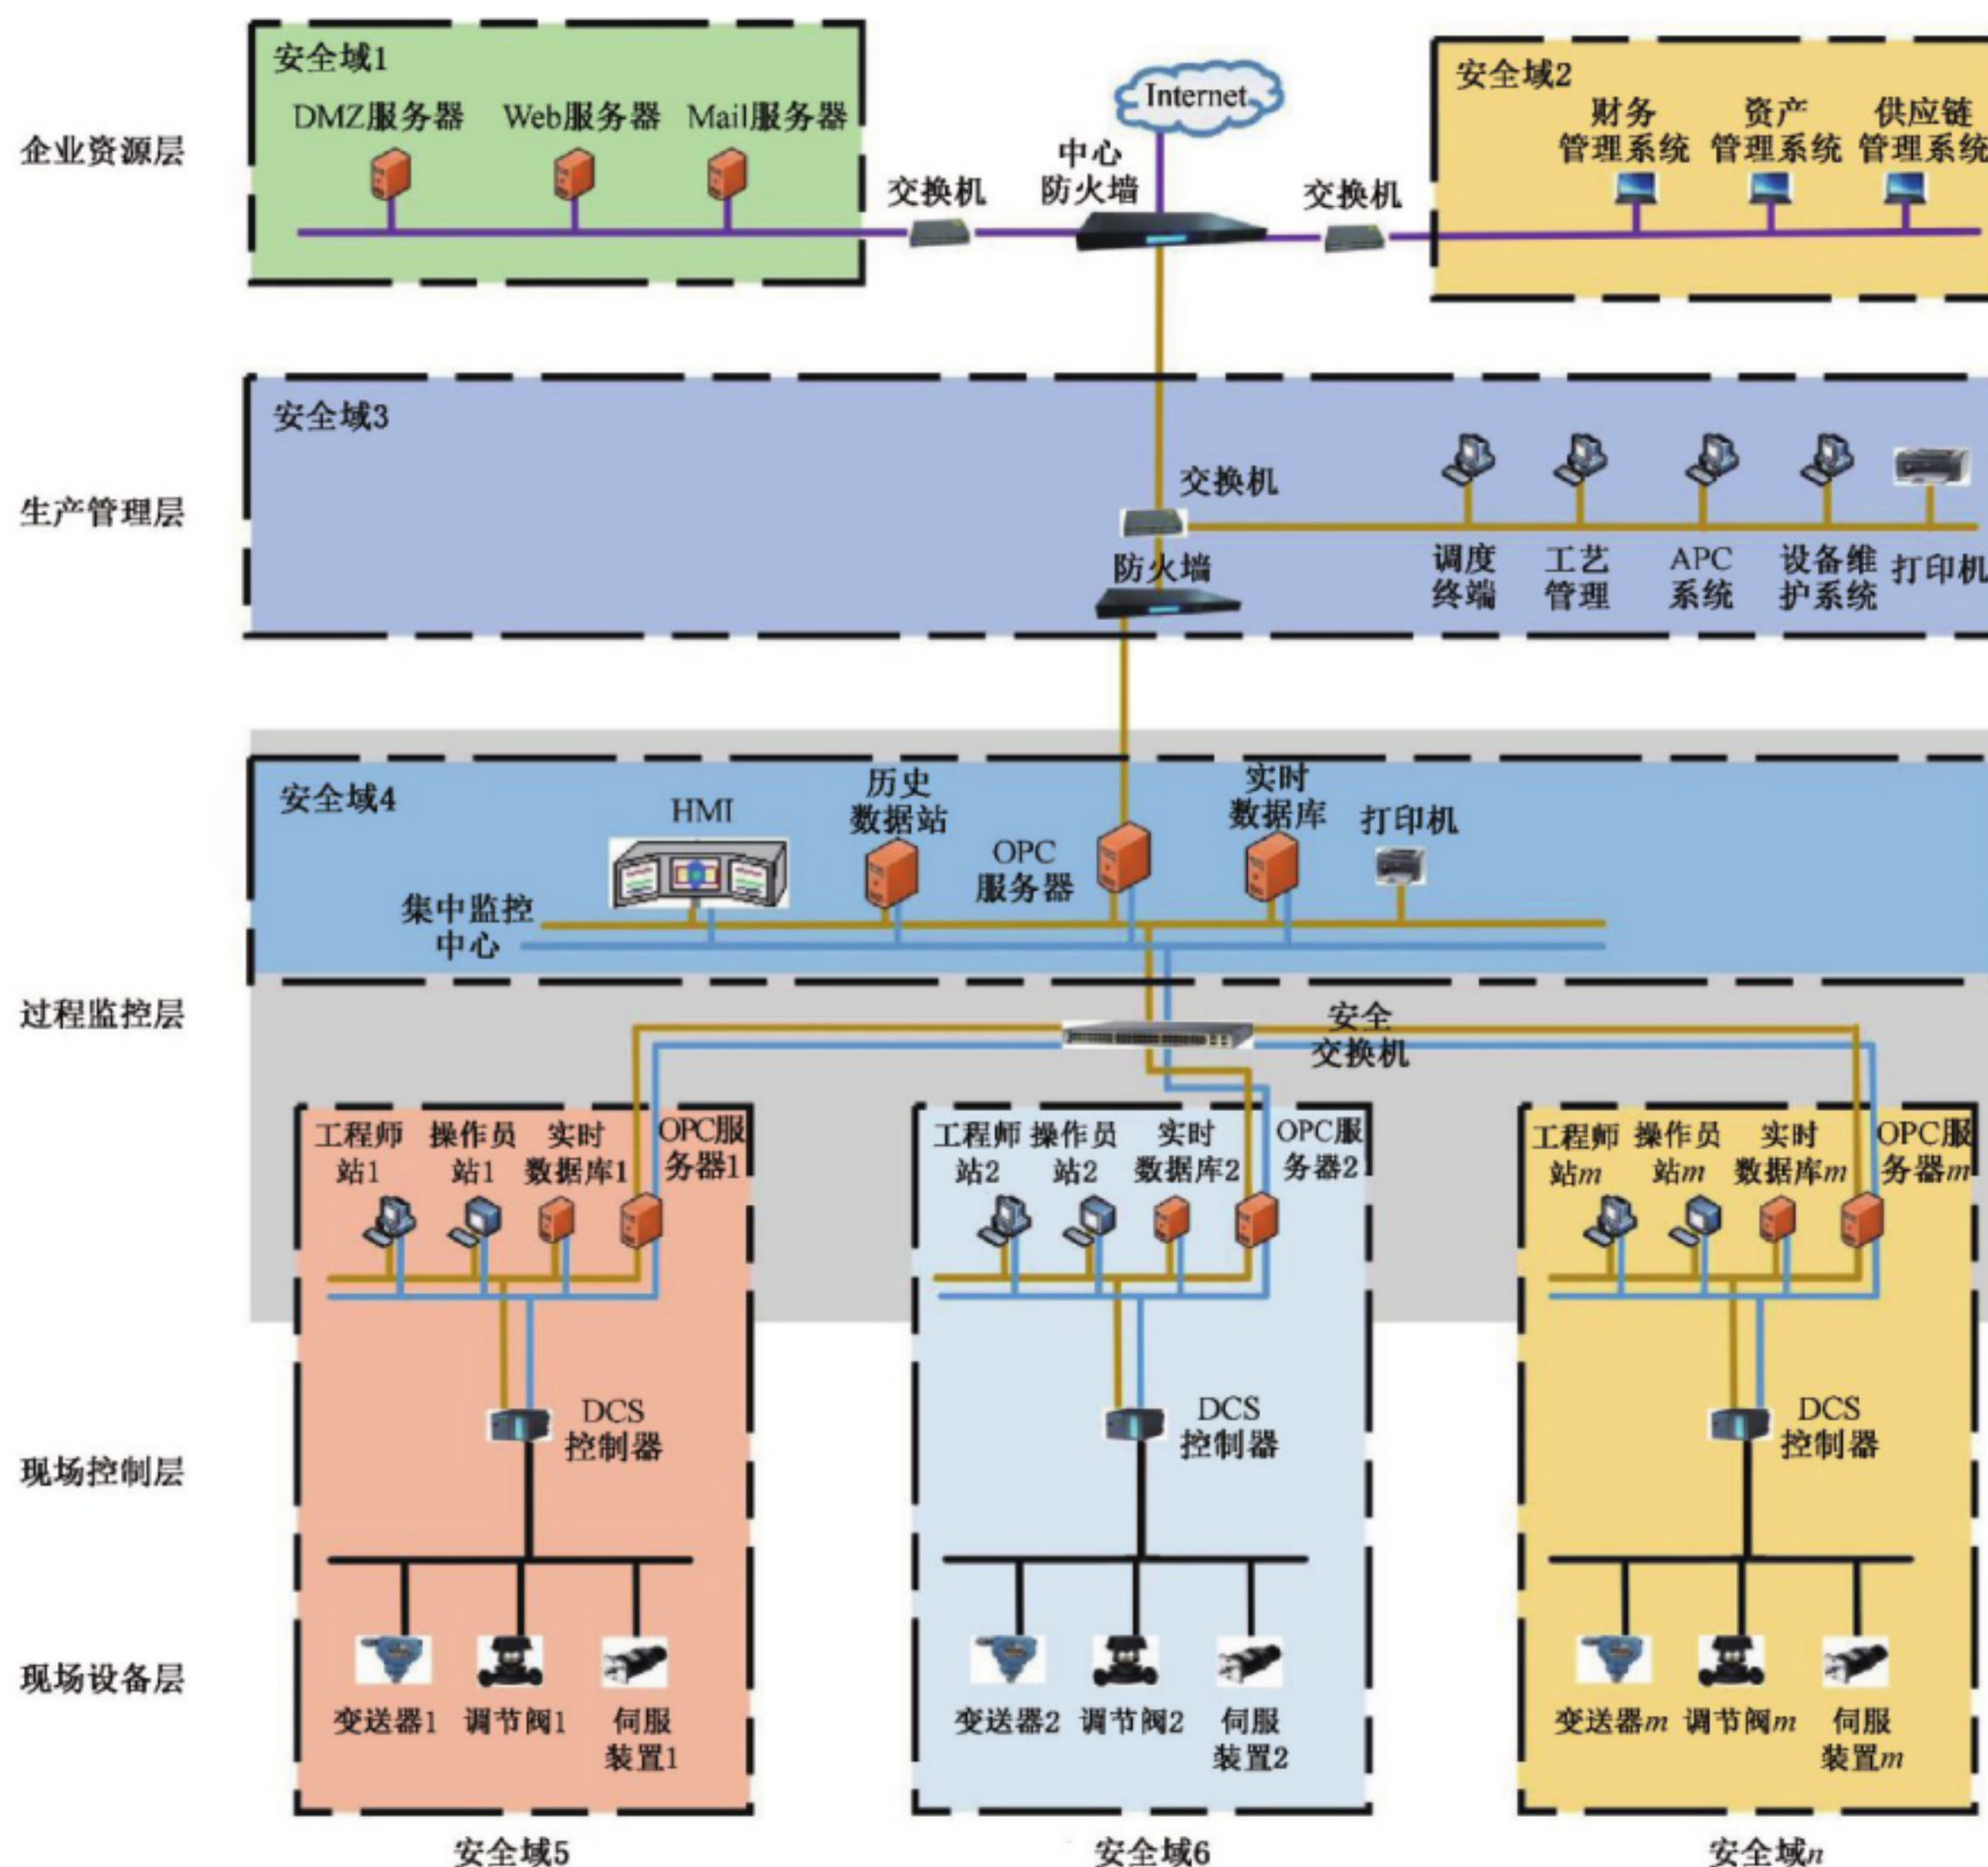 安全域1
DMZ服务器
Web服务器
Mail服务器
Internet
中心
防火墙
交换机
交换机
安全域2
财务
管理系统
资产
管理系统
供应链
管理系统
企业资源层
安全域3
交换机
防火墙
调度
终端
工艺
管理
APC
系统
设备维
护系统
打印机
生产管理层
安全域4
HMI
历史
数据站
OPC
服务器
实时
数据库
打印机
集中监控
中心
过程监控层
安全
交换机
工程师
站1
操作员
站1
实时
数据库1
OPC服
务器1
工程师
站2
操作员
站2
实时
数据库2
OPC服
务器2
工程师
站m
操作员
站m
实时
数据库m
OPC服
务器m
现场控制层
DCS
控制器
DCS
控制器
DCS
控制器
现场设备层
变送器1
调节阀1
伺服
装置1
变送器2
调节阀2
伺服
装置2
变送器m
调节阀m
伺服
装置m
安全域5
安全域6
安全域n